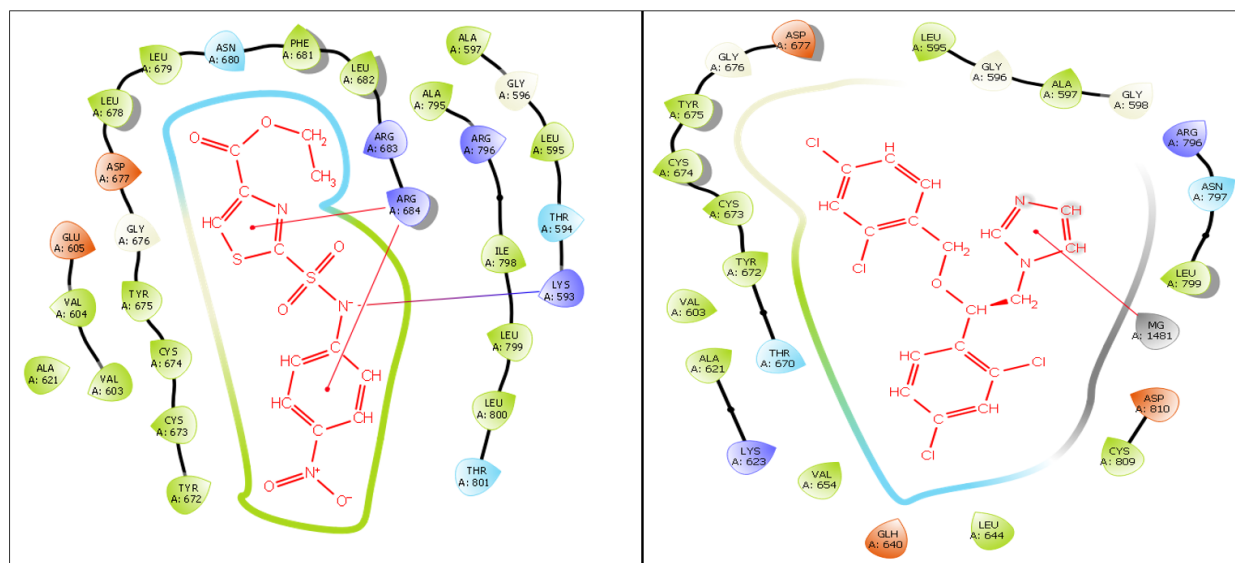 ASN
A: 680
PHE
A: 681
LEU
A: 679
LEU
A: 682
LEU
A: 678
ASP
A: 677
ARG
A: 683
ARG
A: 684
GLU
A: 605
GLY
A: 676
VAL
A: 604
TYR
A: 675
ALA
A: 621
VAL
A: 603
CYS
A: 674
CYS
A: 673
TYR
A: 672
ALA
A: 597
GLY
A: 596
ALA
A: 795
ARG
A: 796
LEU
A: 595
THR
A: 594
ILE
A: 798
LYS
A: 593
LEU
A: 799
LEU
A: 800
THR
A: 801
O
O
CH2
C
CH3
C
N
HC
S
C
O
S
O
N-
C
HC
CH
HC
CH
C
N+
O
O-
ASP
A: 677
GLY
A: 676
TYR
A: 675
CYS
A: 674
CYS
A: 673
TYR
A: 672
VAL
A: 603
THR
A: 670
ALA
A: 621
LYS
A: 623
VAL
A: 654
GLH
A: 640
LEU
A: 644
LEU
A: 595
GLY
A: 596
ALA
A: 597
GLY
A: 598
ARG
A: 796
ASN
A: 797
LEU
A: 799
MG
A: 1481
ASP
A: 810
CYS
A: 809
Cl
H
C
C
C
CH
HC
C
C
Cl
CH2
O
N
CH
HC
CH
N
CH2
CH
C
HC
C
Cl
HC
CH
C
Cl